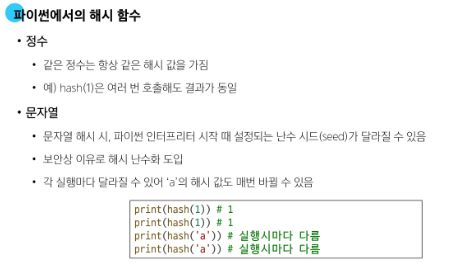 파이썬에서의 해시 함수
• 정수
• 같은 정수는 항상 같은 해시 값을 가짐
• 예) hash(1)은 여러 번 호출해도 결과가 동일
• 문자열
• 문자열 해시 시, 파이썬 인터프리터 시작 때 설정되는 난수 시드(seed)가 달라질 수 있음
• 보안상 이유로 해시 난수화 도입
• 각 실행마다 달라질 수 있어 ‘a’의 해시 값도 매번 바뀔 수 있음
print(hash(1)) # 1
print(hash(1)) # 1
print(hash('a')) # 실행시마다 다름
print(hash('a')) # 실행시마다 다름